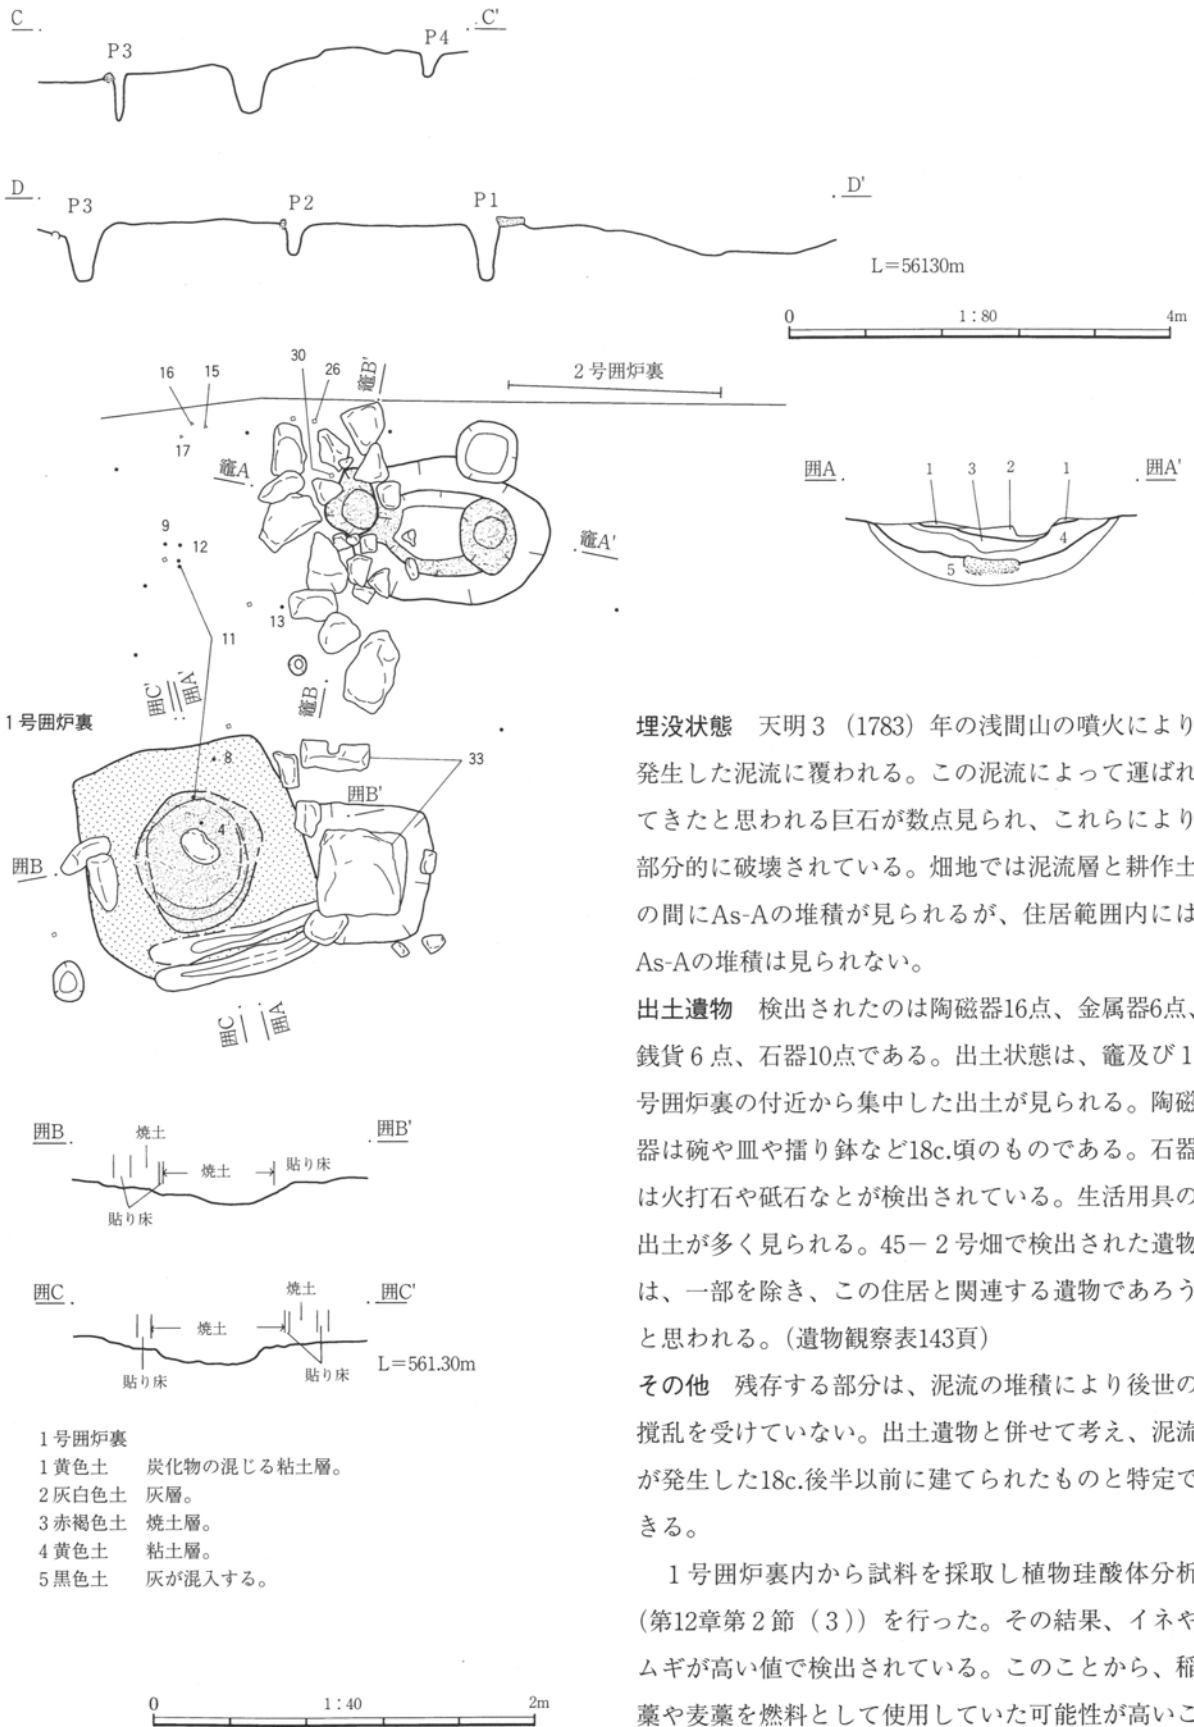 C
C'
P3
P4
D
D'
P3
P2
P1
L=56130m
0
1:80
4m
30
16
15
26
竈B'
2号囲炉裏
17
竈A
竈A'
9
12
13
11
囲C'
囲A'
竈B
1号囲炉裏
8
33
囲B'
4
囲B
囲C
囲A
囲A
1
3
2
1
囲A'
4
5
囲B
焼土
囲B'
焼土
貼り床
貼り床
囲C
焼土
囲C'
焼土
貼り床
貼り床
L=561.30m
1号囲炉裏
1黄色土 炭化物の混じる粘土層。
2灰白色土 灰層。
3赤褐色土 焼土層。
4黄色土 粘土層。
5黒色土 灰が混入する。
0
1:40
2m
埋没状態 天明3(1783)年の浅間山の噴火により
発生した泥流に覆われる。この泥流によって運ばれ
てきたと思われる巨石が数点見られ、これらにより
部分的に破壊されている。畑地では泥流層と耕作土
の間にAs-Aの堆積が見られるが、住居範囲内には
As-Aの堆積は見られない。
出土遺物 検出されたのは陶磁器16点、金属器6点、
銭貨6点、石器10点である。出土状態は、竈及び1
号囲炉裏の付近から集中した出土が見られる。陶磁
器は碗や皿や擂り鉢など18c.頃のものである。石器
は火打石や砥石なとが検出されている。生活用具の
出土が多く見られる。45-2号畑で検出された遺物
は、一部を除き、この住居と関連する遺物であろう
と思われる。(遺物観察表143頁)
その他 残存する部分は、泥流の堆積により後世の
撹乱を受けていない。出土遺物と併せて考え、泥流
が発生した18c.後半以前に建てられたものと特定で
きる。
1号囲炉裏内から試料を採取し植物珪酸体分析
(第12章第2節(3))を行った。その結果、イネや
ムギが高い値で検出されている。このことから、稲
藁や麦藁を燃料として使用していた可能性が高いこ